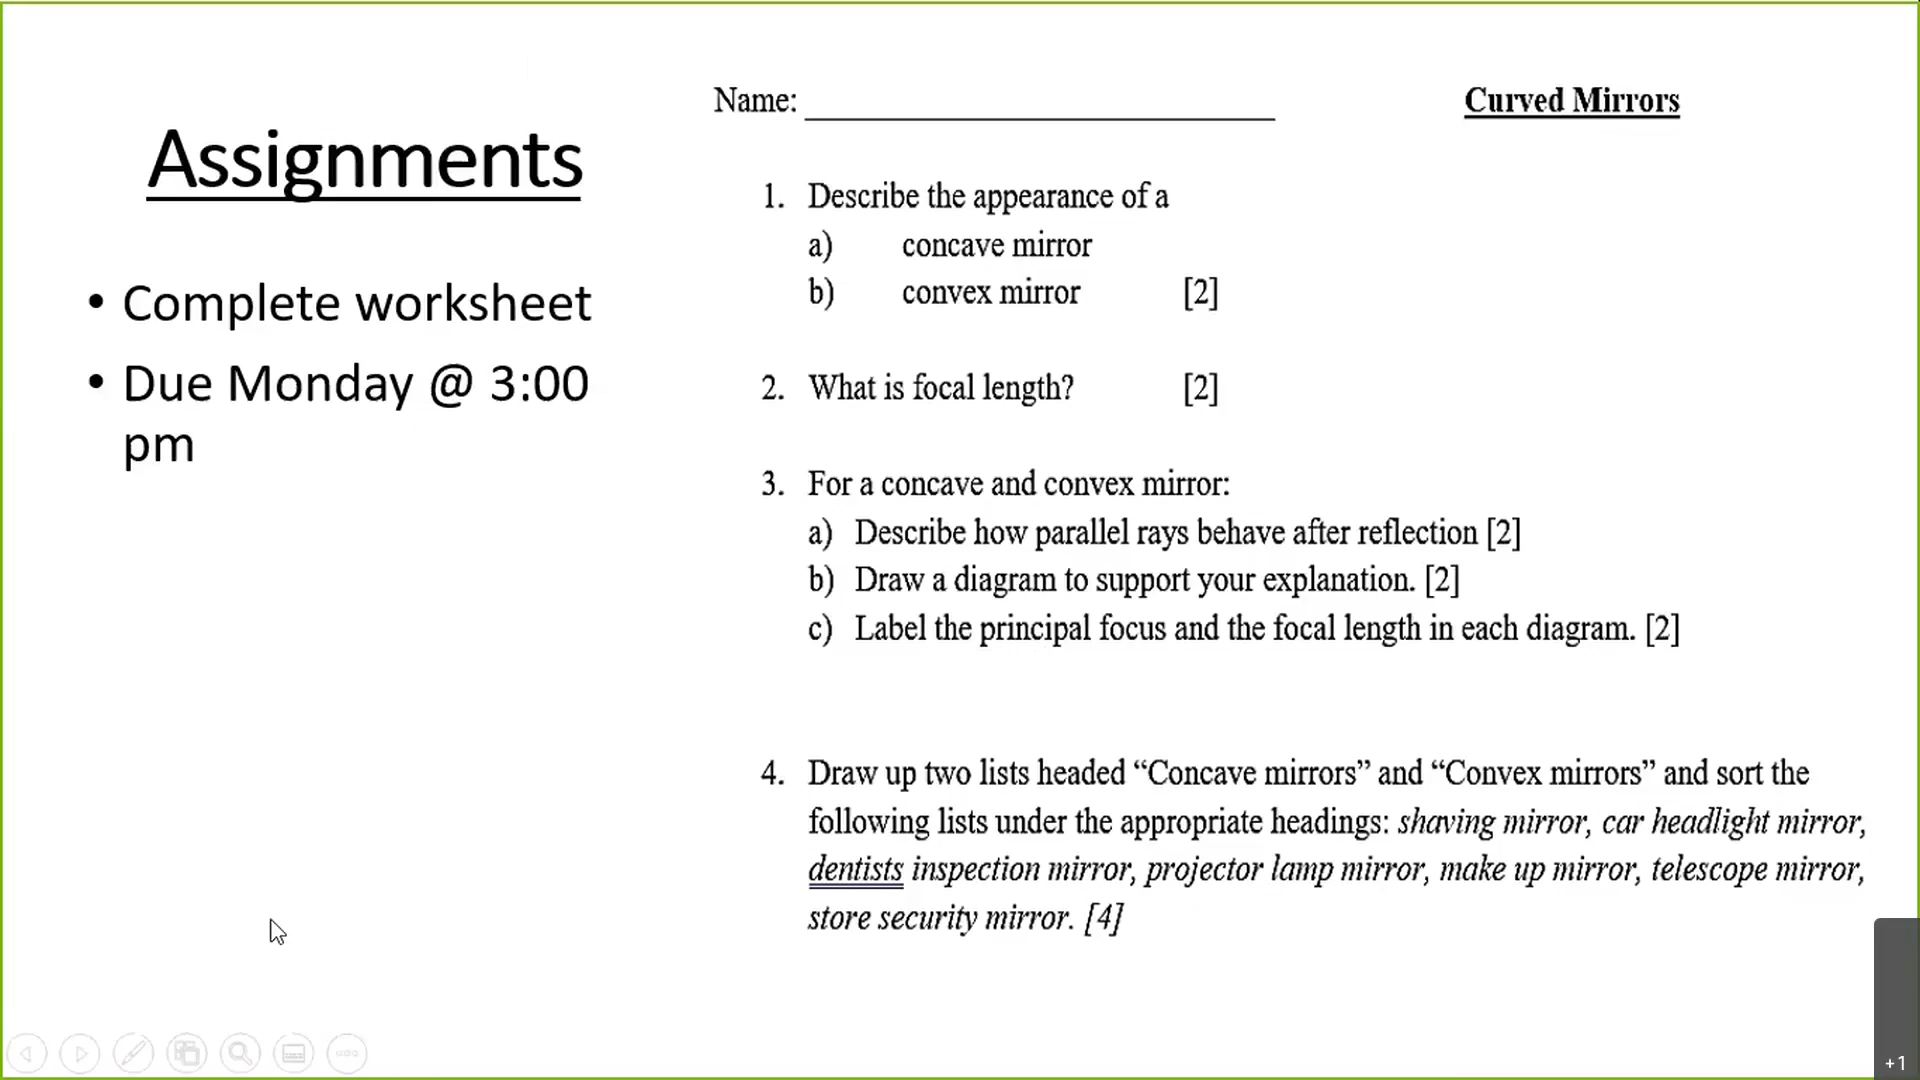 Assignments
• Complete worksheet
• Due Monday @ 3:00
pm
Name: Curved Mirrors
1. Describe the appearance of a
a) concave mirror
b) convex mirror [2]
2. What is focal length? [2]
3. For a concave and convex mirror:
a) Describe how parallel rays behave after reflection [2]
b) Draw a diagram to support your explanation. [2]
c) Label the principal focus and the focal length in each diagram. [2]
4. Draw up two lists headed “Concave mirrors” and “Convex mirrors” and sort the
following lists under the appropriate headings: shaving mirror, car headlight mirror,
dentists inspection mirror, projector lamp mirror, make up mirror, telescope mirror,
store security mirror. [4]
+1